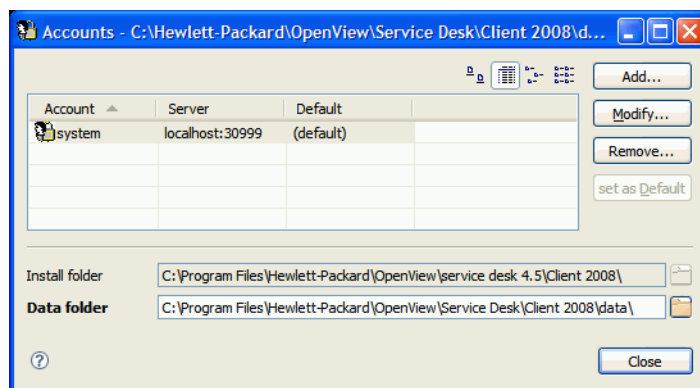 Accounts - C:\Hewlett-Packard\OpenView\Service Desk\Client 2008\d...
Add...
Account Server Default
Modify...
system localhost:30999 (default)
Remove...
set as Default
Install folder C:\Program Files\Hewlett-Packard\OpenView\service desk 4.5\Client 2008\
Data folder C:\Program Files\Hewlett-Packard\OpenView\Service Desk\Client 2008\data\
?
Close